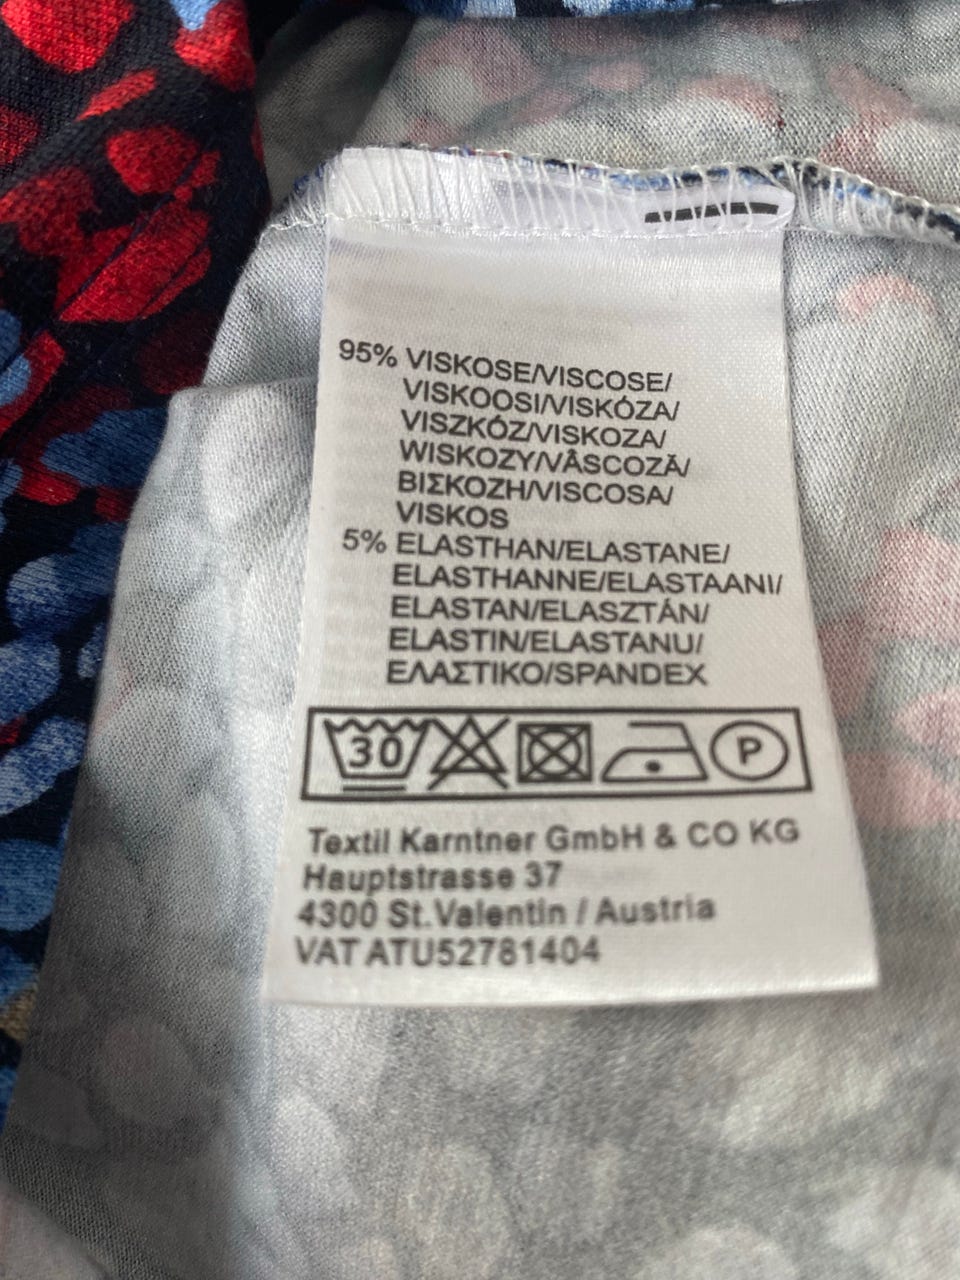 95% VISKOSE/VISCOSE/
VISKOOSI/VISKÓZA/
VISZKÓZ/VISKOZA/
WISKOZY/VÂSCOZĂ/
ΒΙΣΚΟΖΗ/VISCOSA/
VISKOS
5% ELASTHAN/ELASTANE/
ELASTHANNE/ELASTAANI/
ELASTAN/ELASZTÁN/
ELASTIN/ELASTANU/
ΕΛΑΣΤΙΚΟ/SPANDEX
30 P
Textil Karntner GmbH & CO KG
Hauptstrasse 37
4300 St.Valentin / Austria
VAT ATU52781404